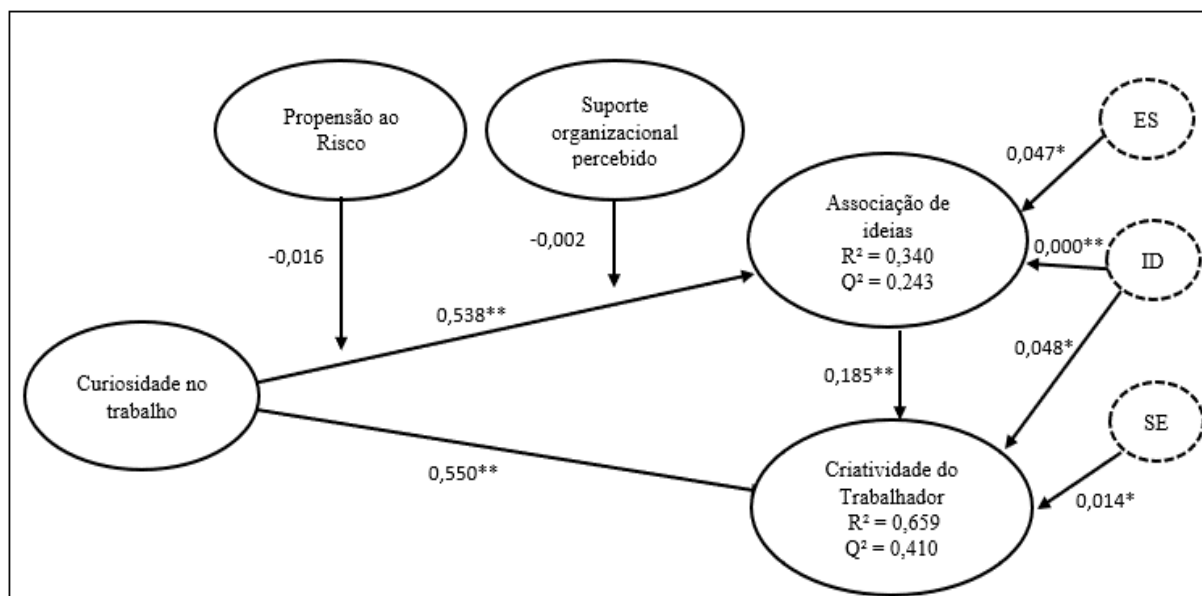 Propensão ao
Risco
Suporte
organizacional
percebido
ES
0,047*
Associação de
ideias
R² = 0,340
Q² = 0,243
-0,016
-0,002
0,000**
ID
0,538**
0,048*
Curiosidade no
trabalho
0,185**
SE
0,550**
Criatividade do
Trabalhador
R² = 0,659
Q² = 0,410
0,014*